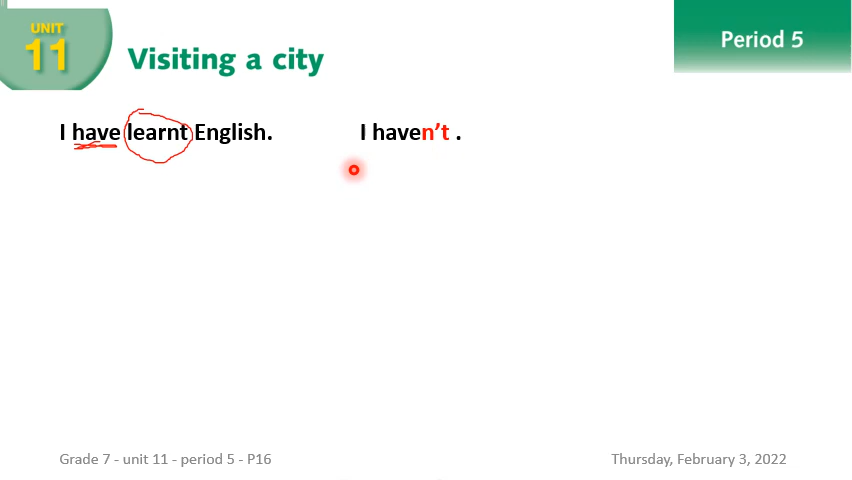 UNIT
11
Visiting a city
Period 5
I have learnt English.
I haven't .
Grade 7 - unit 11 - period 5 - P16
Thursday, February 3, 2022